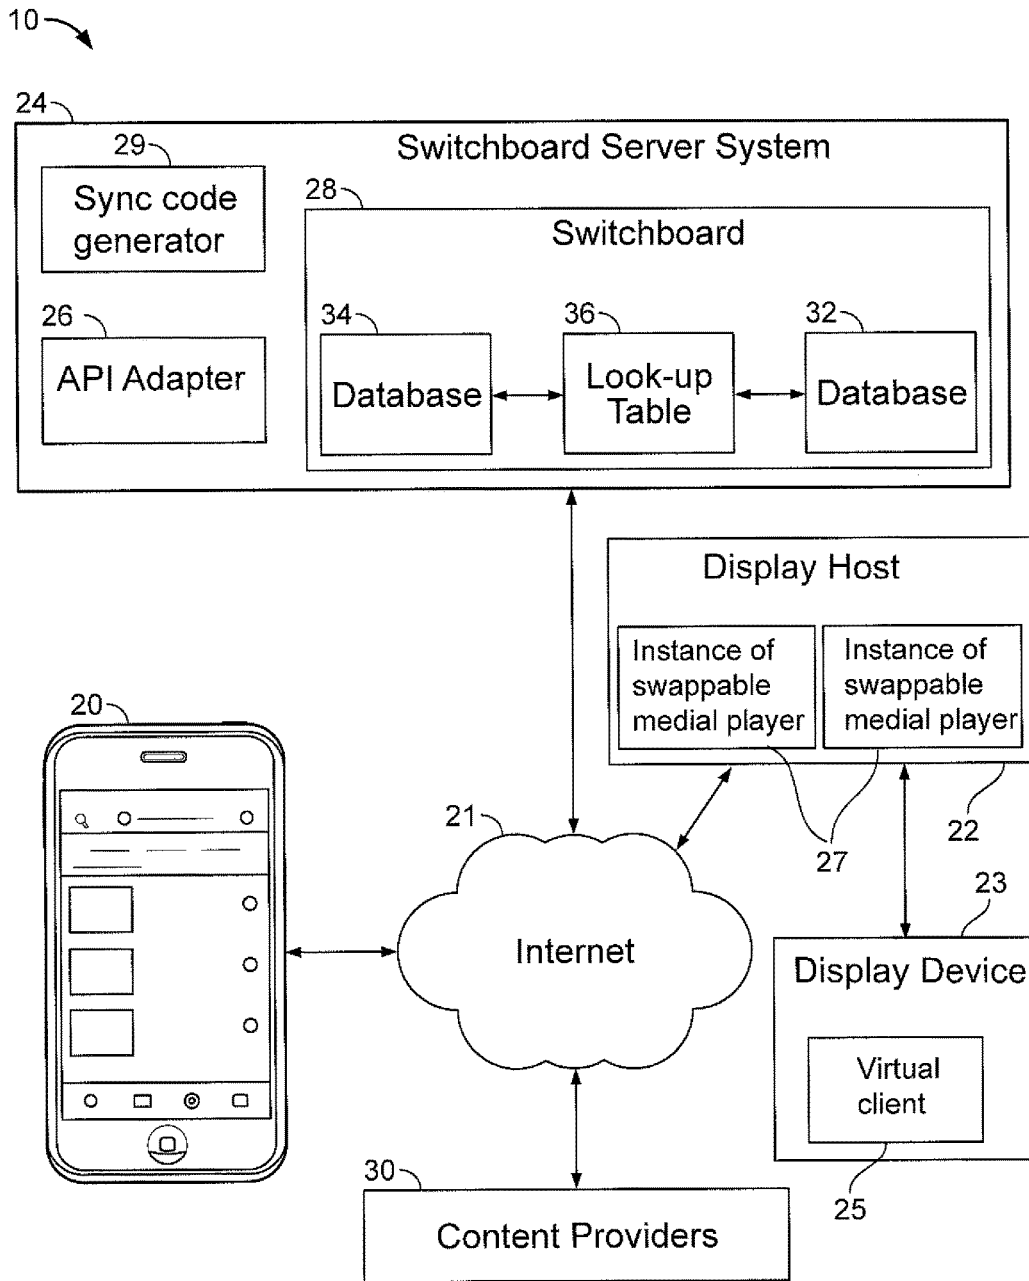 10
24
Switchboard Server System
29
Sync code
generator
28
Switchboard
26
API Adapter
34
Database
36
Look-up
Table
32
Database
Display Host
Instance of
swappable
medial player
Instance of
swappable
medial player
20
21
27
22
Internet
23
Display Device
Virtual
client
25
30
Content Providers